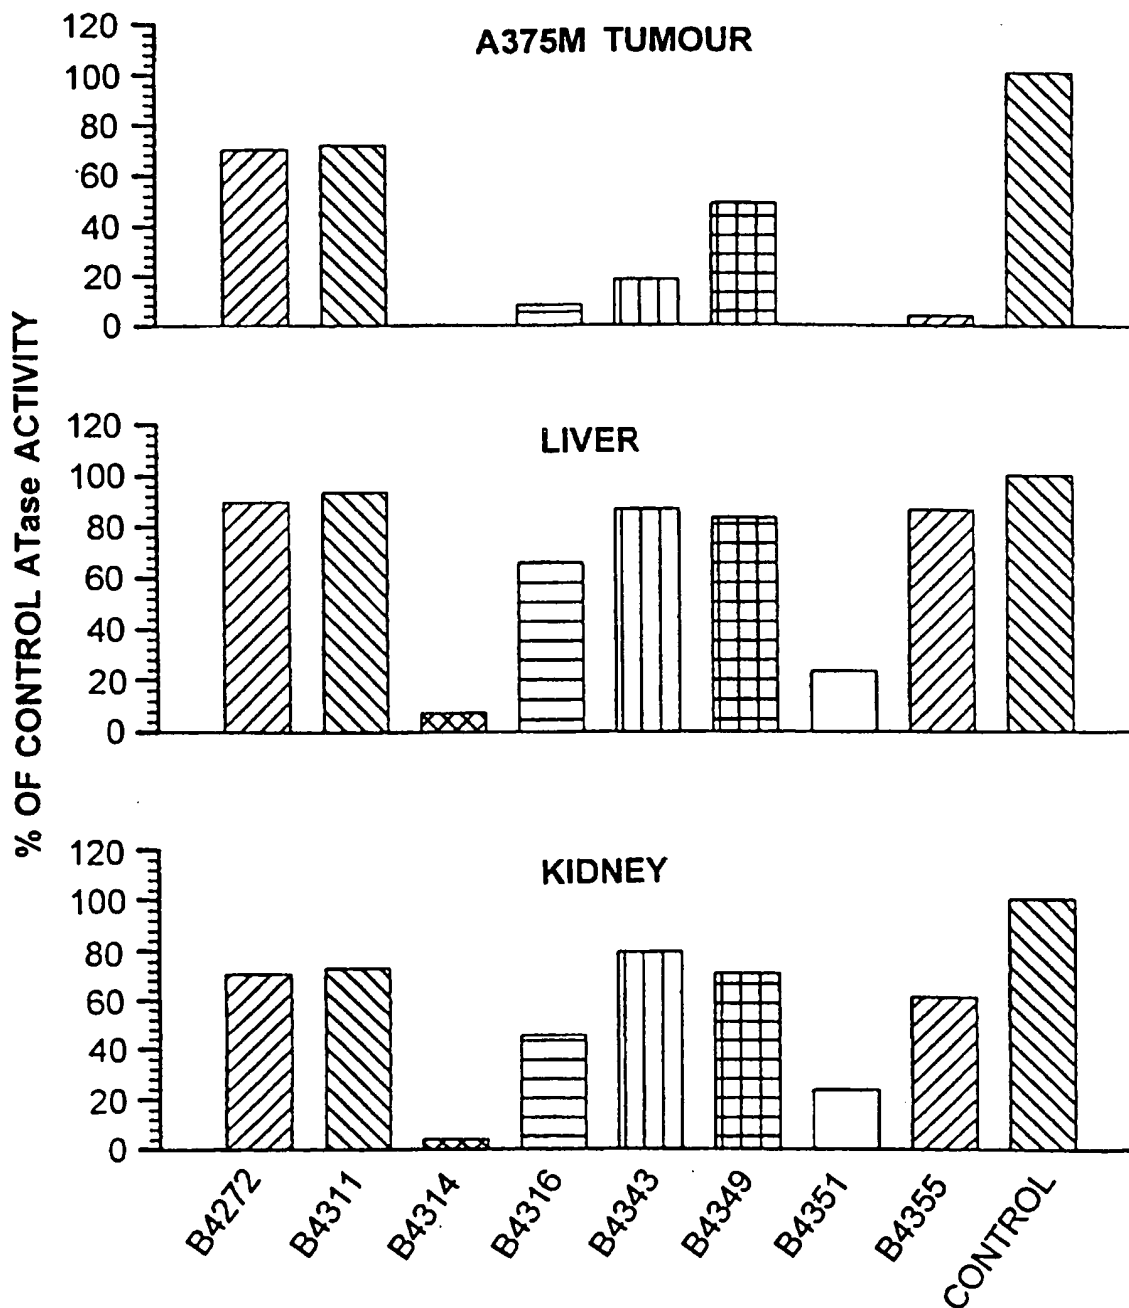 % OF CONTROL ATase ACTIVITY
A375M TUMOUR
120
100
80
60
40
20
0
LIVER
120
100
80
60
40
20
0
KIDNEY
120
100
80
60
40
20
0
B4272
B4311
B4314
B4316
B4343
B4349
B4351
B4355
CONTROL